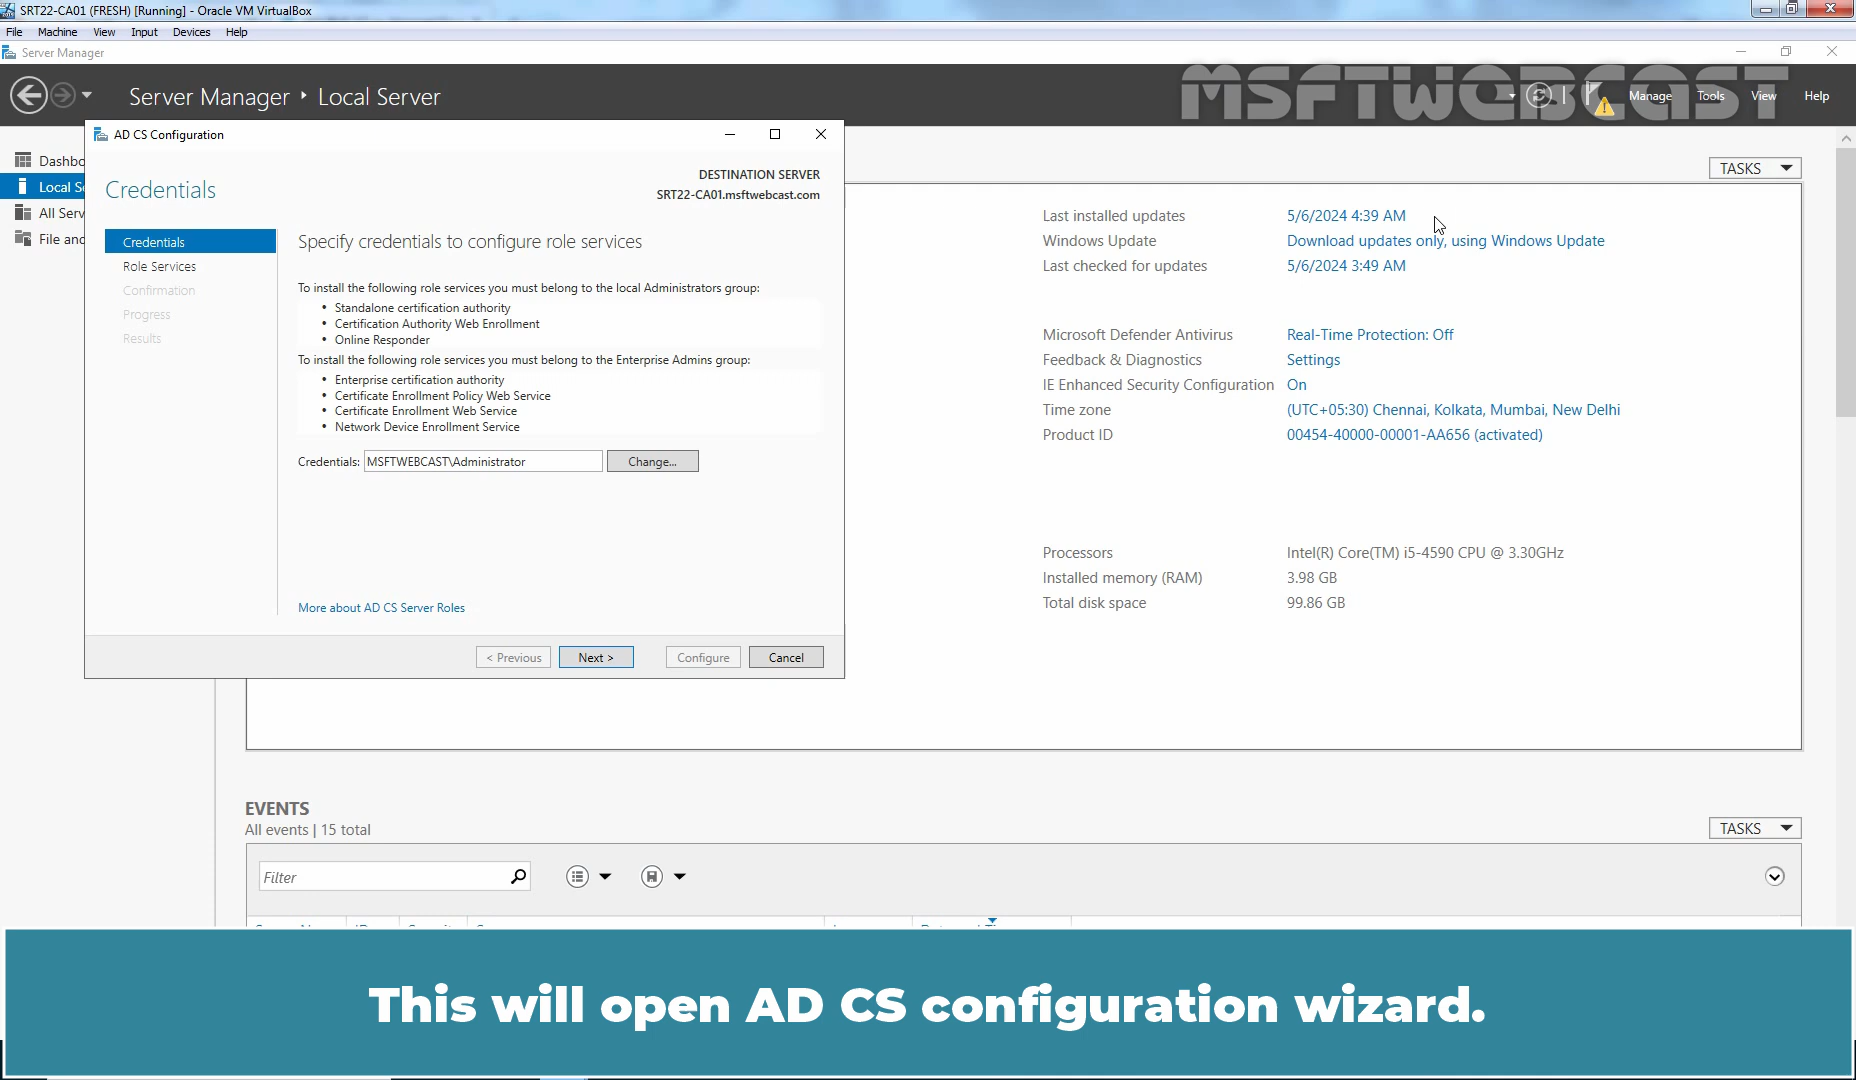 SRT22-CA01 (FRESH) [Running] - Oracle VM VirtualBox
File Machine View Input Devices Help
Server Manager
Server Manager ‣ Local Server
MSFTWEBCAST
Manage Tools View Help
AD CS Configuration
Dashbo
Local Se
All Serv
File and
Credentials
DESTINATION SERVER
SRT22-CA01.msftwebcast.com
Credentials
Role Services
Confirmation
Progress
Results
Specify credentials to configure role services
To install the following role services you must belong to the local Administrators group:
• Standalone certification authority
• Certification Authority Web Enrollment
• Online Responder
To install the following role services you must belong to the Enterprise Admins group:
• Enterprise certification authority
• Certificate Enrollment Policy Web Service
• Certificate Enrollment Web Service
• Network Device Enrollment Service
Credentials: MSFTWEBCAST\Administrator Change...
More about AD CS Server Roles
< Previous Next > Configure Cancel
TASKS
Last installed updates 5/6/2024 4:39 AM
Windows Update Download updates only, using Windows Update
Last checked for updates 5/6/2024 3:49 AM
Microsoft Defender Antivirus Real-Time Protection: Off
Feedback & Diagnostics Settings
IE Enhanced Security Configuration On
Time zone (UTC+05:30) Chennai, Kolkata, Mumbai, New Delhi
Product ID 00454-40000-00001-AA656 (activated)
Processors Intel(R) Core(TM) i5-4590 CPU @ 3.30GHz
Installed memory (RAM) 3.98 GB
Total disk space 99.86 GB
EVENTS
All events | 15 total
TASKS
Filter
This will open AD CS configuration wizard.